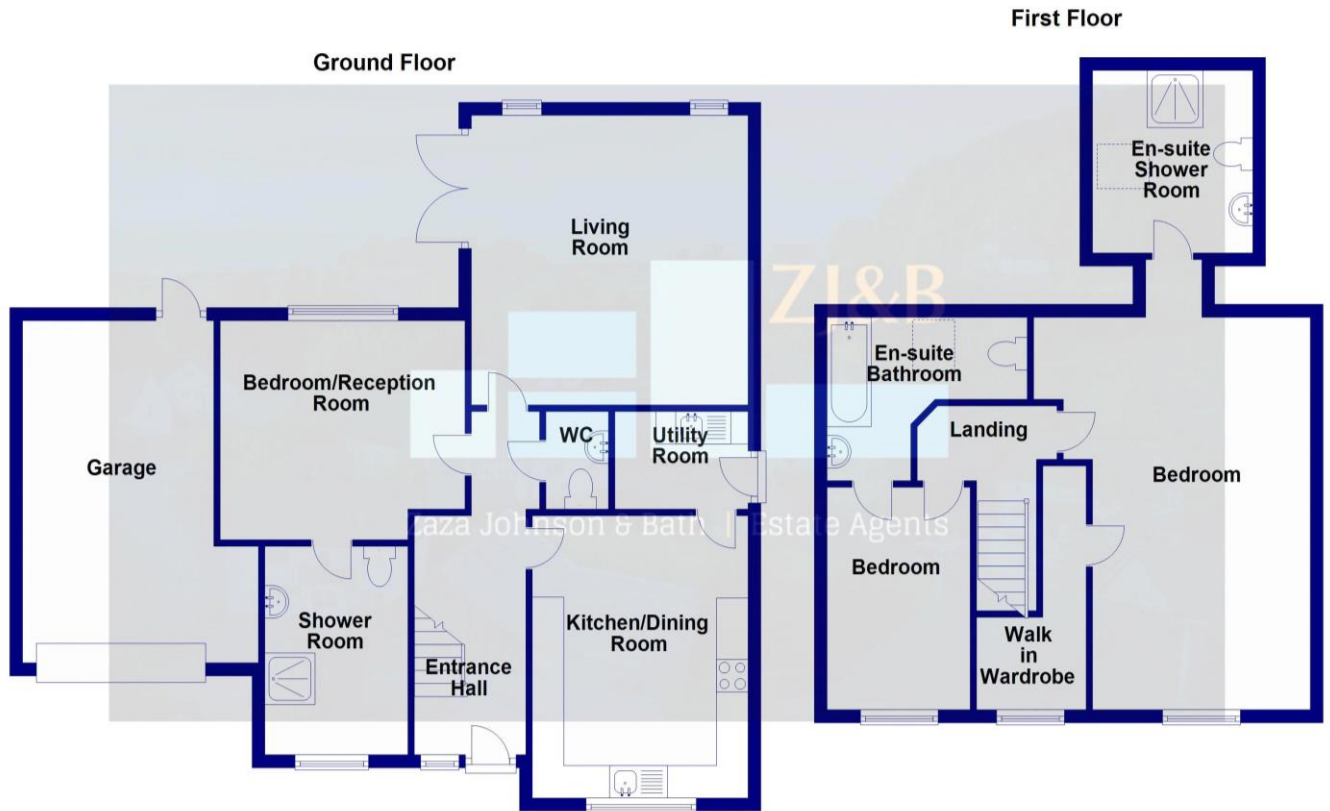 First Floor
Ground Floor
En-suite
Shower
Room
Living
Room
ZJ&B
En-suite
Bathroom
Bedroom/Reception
Room
WC
Utility
Room
Landing
Garage
Bedroom
Zaza Johnson & Bath | Estate Agents
Bedroom
Shower
Room
Kitchen/Dining
Room
Walk
in
Wardrobe
Entrance
Hall